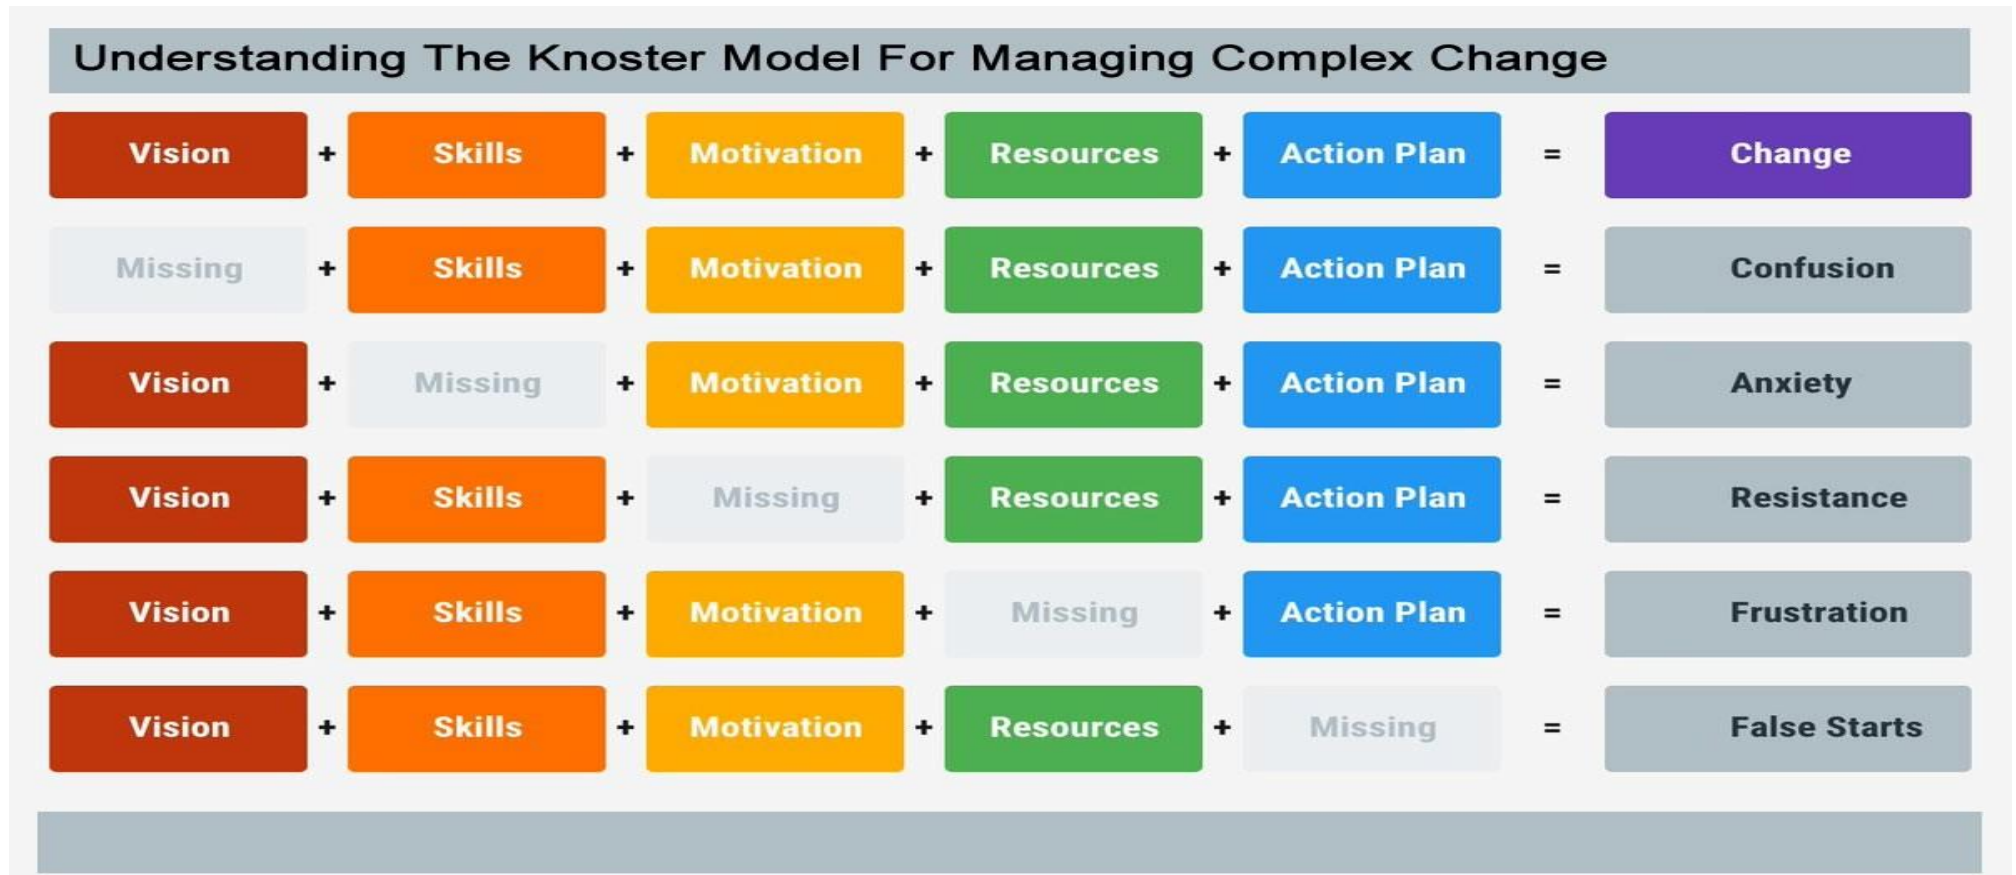 Understanding The Knoster Model For Managing Complex Change
Vision + Skills + Motivation + Resources + Action Plan = Change
Missing + Skills + Motivation + Resources + Action Plan = Confusion
Vision + Missing + Motivation + Resources + Action Plan = Anxiety
Vision + Skills + Missing + Resources + Action Plan = Resistance
Vision + Skills + Motivation + Missing + Action Plan = Frustration
Vision + Skills + Motivation + Resources + Missing = False Starts